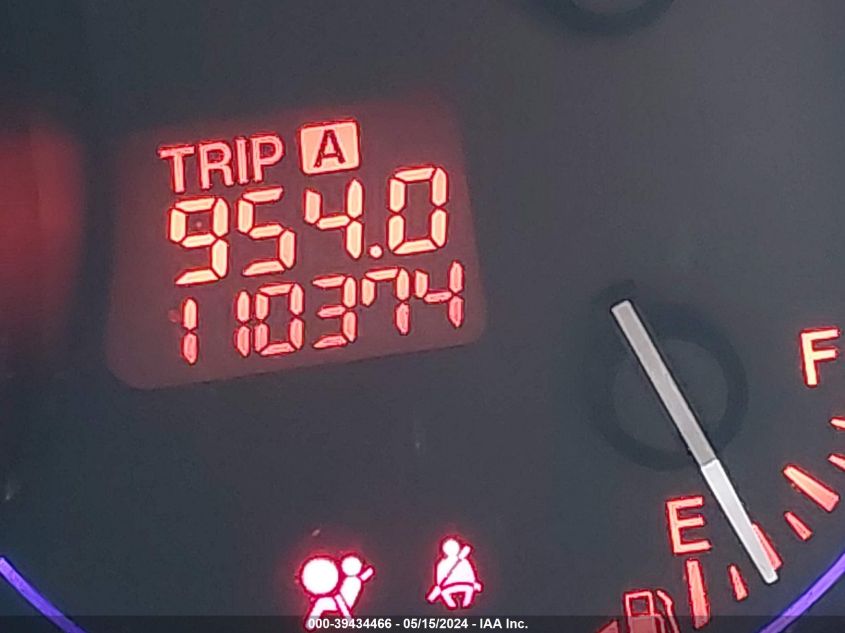 TRIP A
954.0
110374
F
E
000-39434466 - 05/15/2024 - IAA Inc.